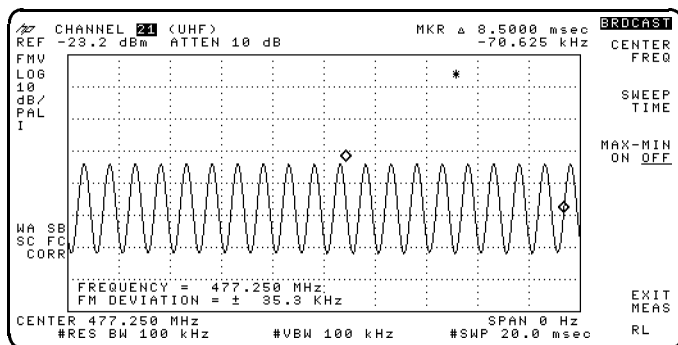 hp CHANNEL 21 (UHF) MKR Δ 8.5000 msec
REF -23.2 dBm ATTEN 10 dB -70.625 kHz
FMV
LOG
10
dB/
PAL
I
WA SB
SC FC
CORR
FREQUENCY = 477.250 MHz
FM DEVIATION = ± 35.3 KHz
CENTER 477.250 MHz SPAN 0 Hz
#RES BW 100 kHz #VBW 100 kHz #SWP 20.0 msec
BRDCAST
CENTER
FREQ
SWEEP
TIME
MAX-MIN
ON OFF
EXIT
MEAS
RL